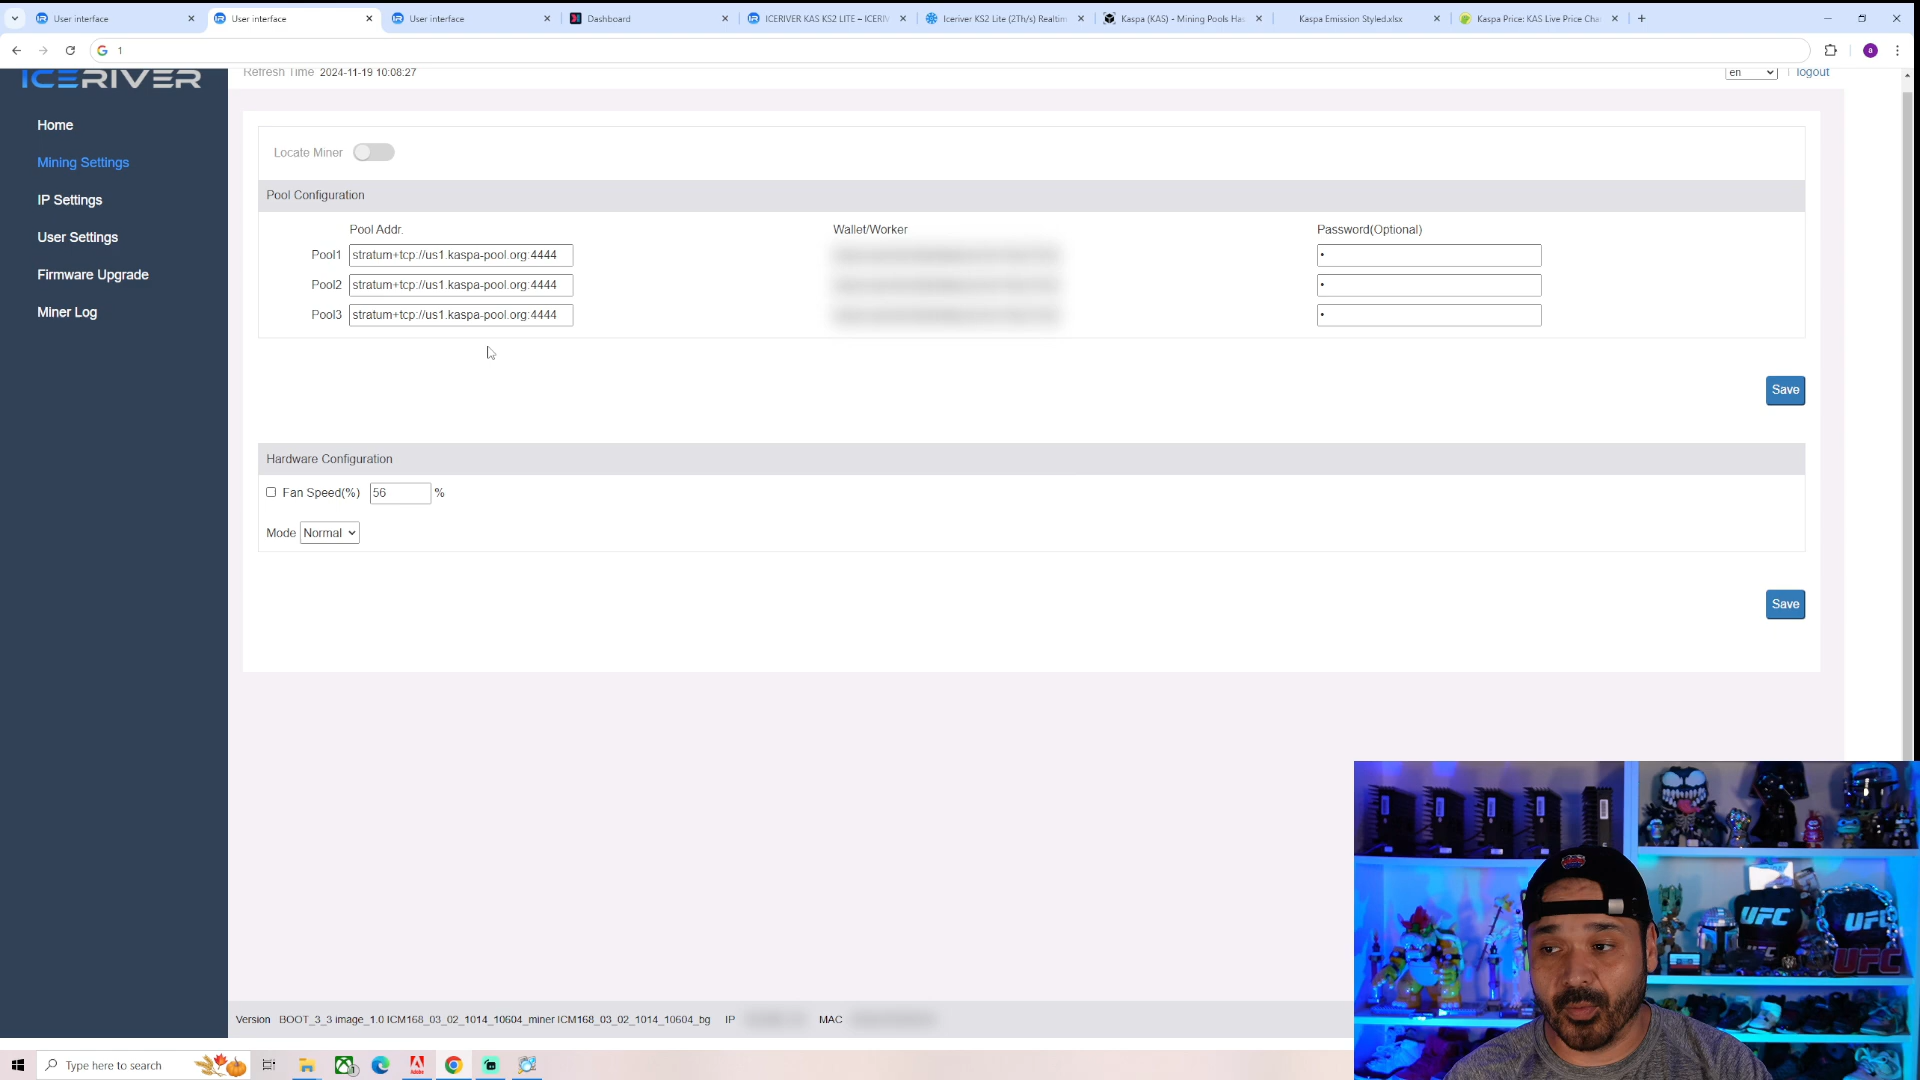 User interface
User interface
User interface
Dashboard
ICERIVER KAS KS2 LITE – ICERIV
Iceriver KS2 Lite (2Th/s) Realtim
Kaspa (KAS) - Mining Pools Has
Kaspa Emission Styled.xlsx
Kaspa Price: KAS Live Price Cha
1
a
ICERIVER
Refresh Time 2024-11-19 10:08:27
en
logout
Home
Mining Settings
IP Settings
User Settings
Firmware Upgrade
Miner Log
Locate Miner
Pool Configuration
Pool Addr.
Wallet/Worker
Password(Optional)
Pool1 stratum+tcp://us1.kaspa-pool.org:4444
Pool2 stratum+tcp://us1.kaspa-pool.org:4444
Pool3 stratum+tcp://us1.kaspa-pool.org:4444
Save
Hardware Configuration
Fan Speed(%) 56 %
Mode Normal
Save
Version BOOT_3_3 image_1.0 ICM168_03_02_1014_10604_miner ICM168_03_02_1014_10604_bg IP MAC
Type here to search
UFC
UFC
UFC
UFC